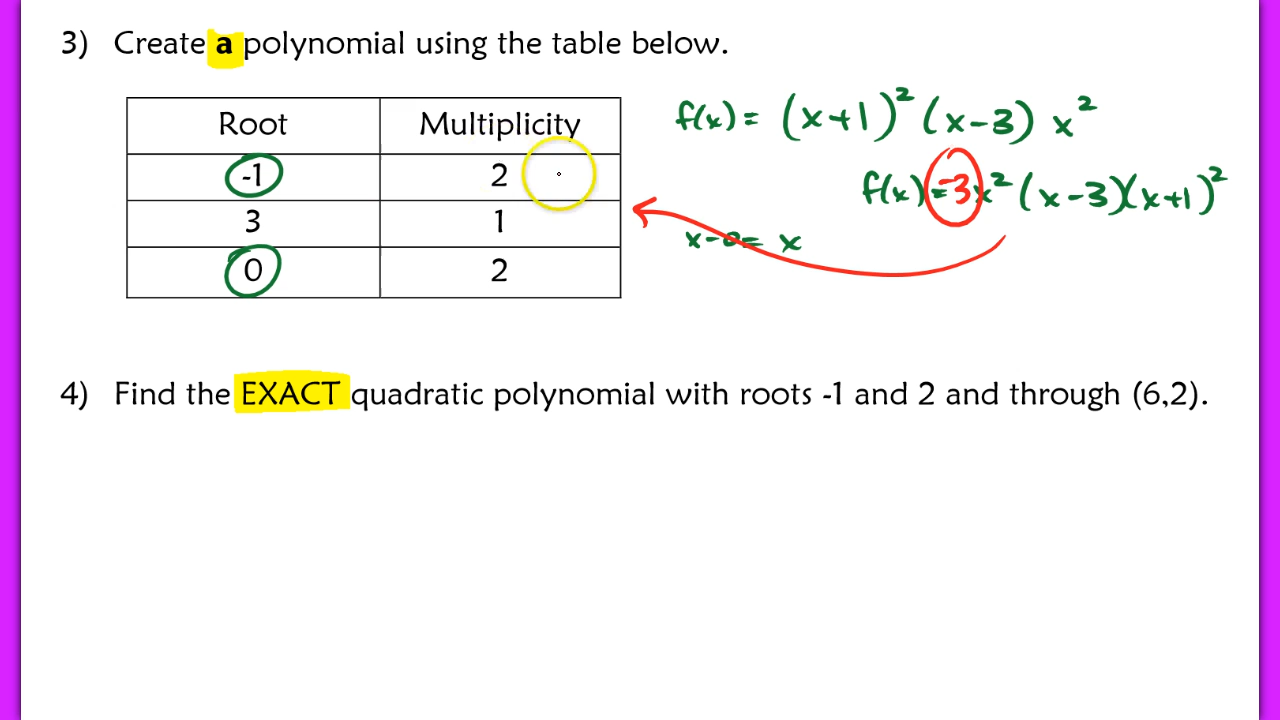 3) Create a polynomial using the table below.
Root Multiplicity
-1 2
3 1
0 2
f(x) = (x+1)² (x-3) x²
f(x) = -3x² (x-3)(x+1)²
x-0= x
4) Find the EXACT quadratic polynomial with roots -1 and 2 and through (6,2).